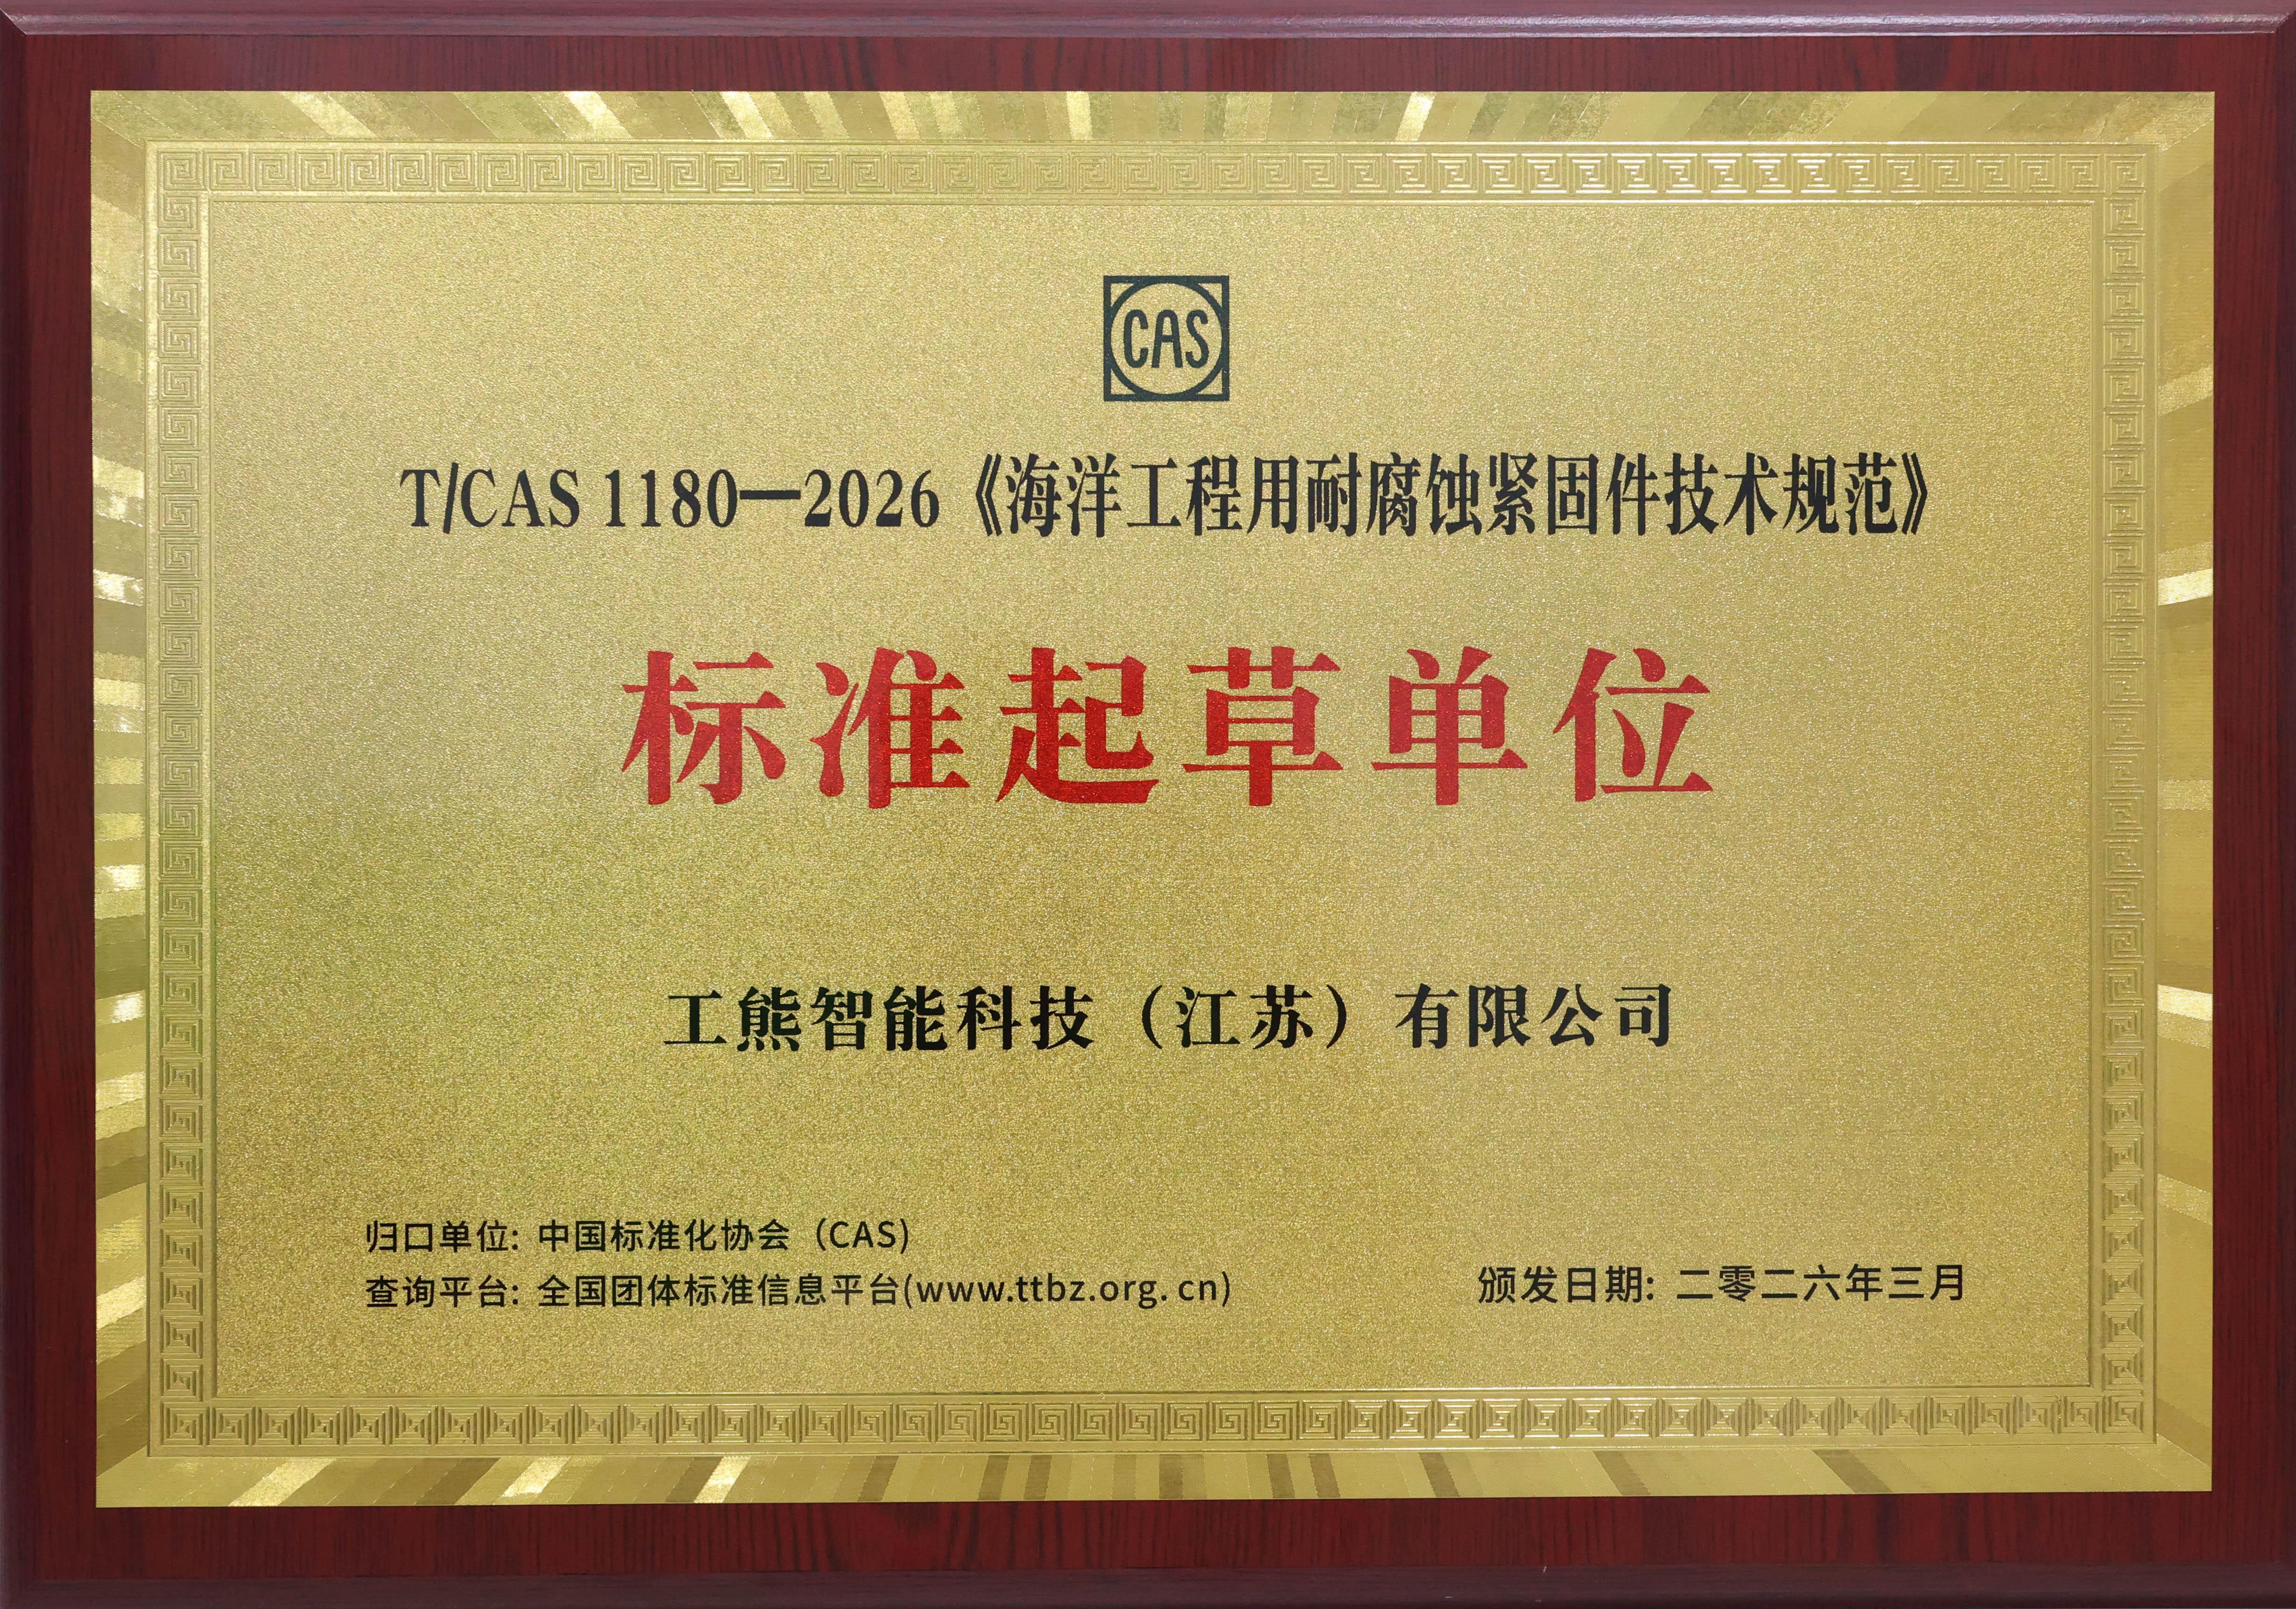 CAS
T/CAS 1180—2026《海洋工程用耐腐蚀紧固件技术规范》
标准起草单位
工熊智能科技（江苏）有限公司
归口单位: 中国标准化协会（CAS)
查询平台: 全国团体标准信息平台(www.ttbz.org.cn)
颁发日期: 二零二六年三月